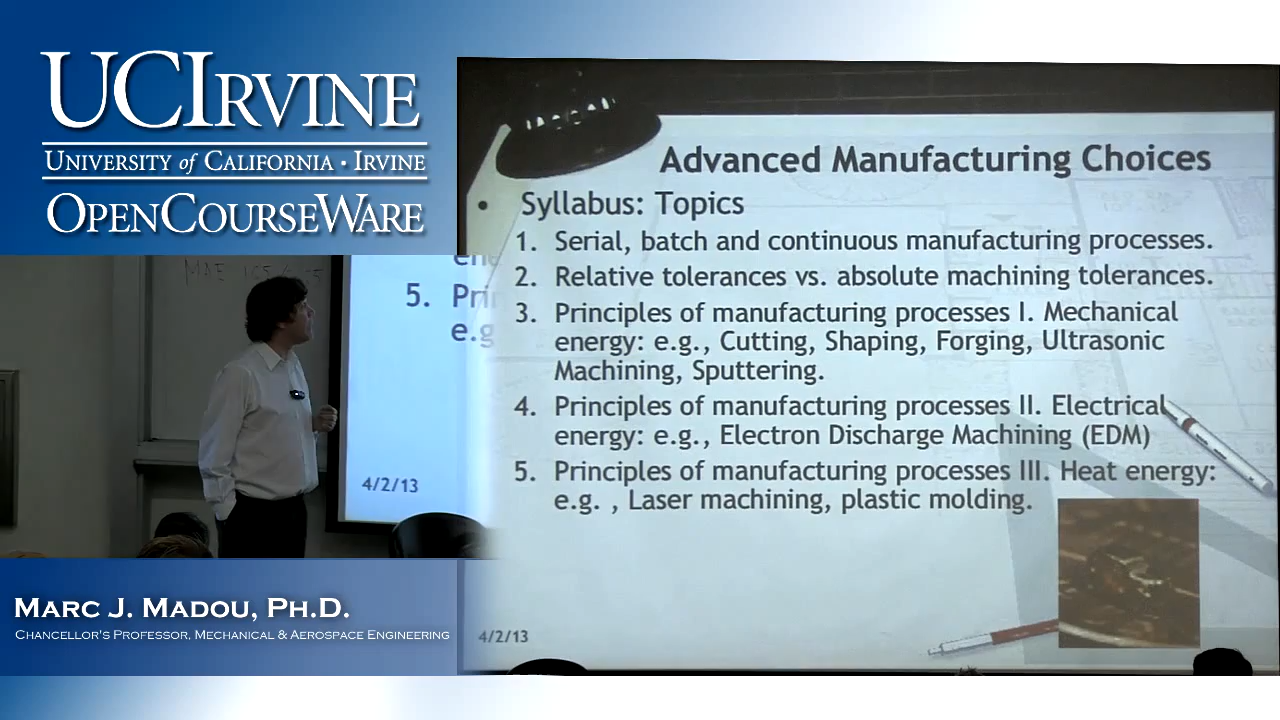 UCIRVINE
UNIVERSITY of CALIFORNIA · IRVINE
OPENCOURSEWARE
5. Pri
e.g
4/2/13
MARC J. MADOU, PH.D.
CHANCELLOR'S PROFESSOR, MECHANICAL & AEROSPACE ENGINEERING
Advanced Manufacturing Choices
• Syllabus: Topics
1. Serial, batch and continuous manufacturing processes.
2. Relative tolerances vs. absolute machining tolerances.
3. Principles of manufacturing processes I. Mechanical
energy: e.g., Cutting, Shaping, Forging, Ultrasonic
Machining, Sputtering.
4. Principles of manufacturing processes II. Electrical
energy: e.g., Electron Discharge Machining (EDM)
5. Principles of manufacturing processes III. Heat energy:
e.g. , Laser machining, plastic molding.
4/2/13